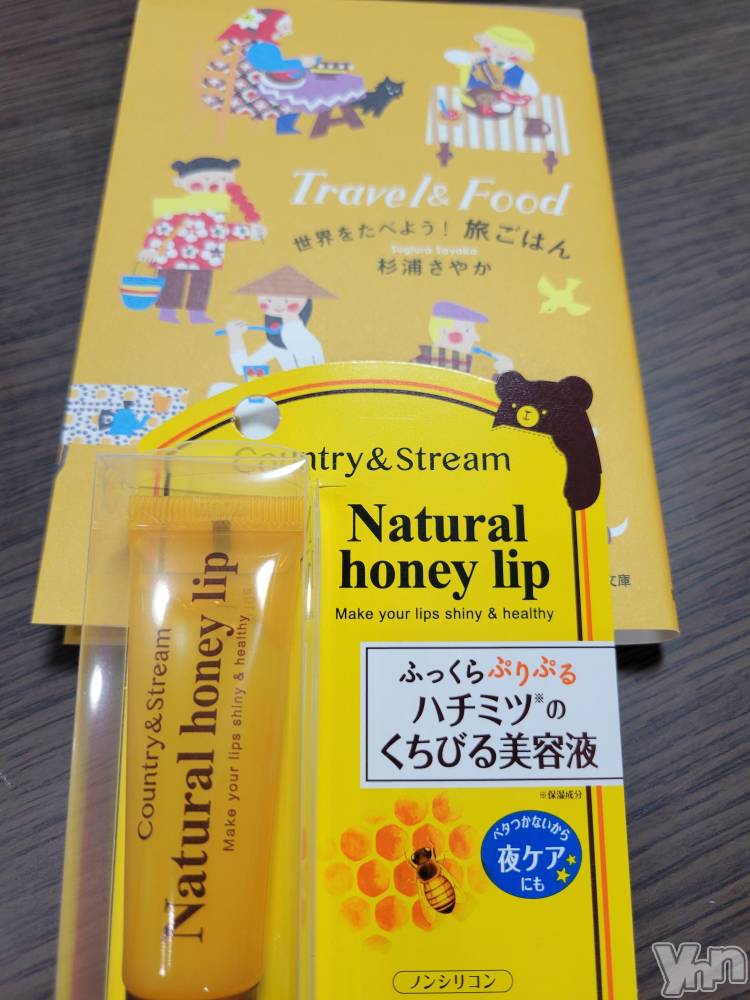 Travel & Food
世界をたべよう! 旅ごはん
Sugiura Sayaka
杉浦さやか
文庫
Country & Stream
Natural
honey lip
Make your lips shiny & healthy
ふっくらぷりぷる
ハチミツ※の
くちびる美容液
※保湿成分
ベタつかないから
夜ケア
にも
ノンシリコン
Country & Stream
Natural honey lip
Make your lips shiny & healthy